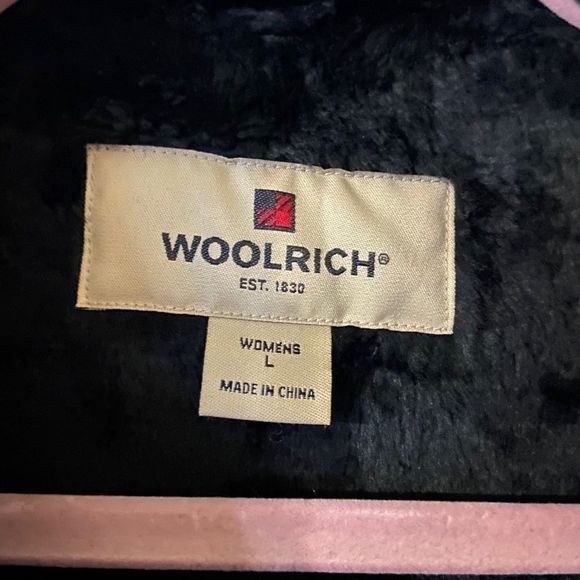 WOOLRICH®
EST. 1830
WOMENS
L
MADE IN CHINA